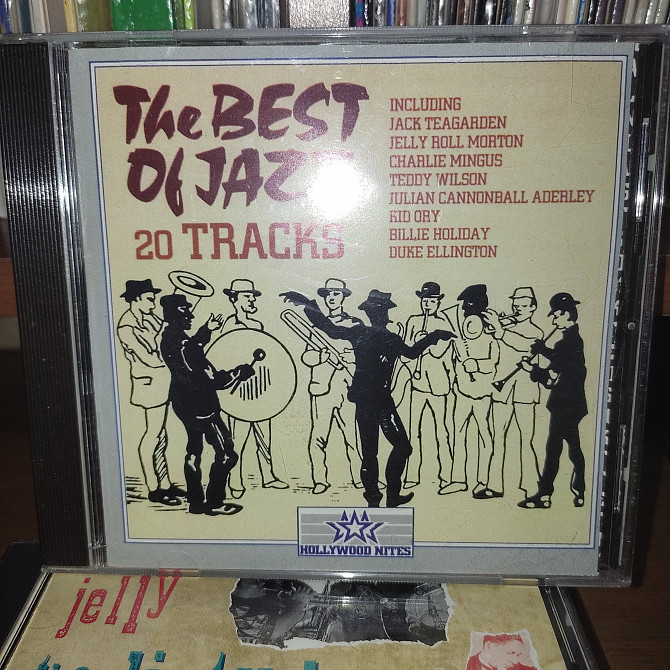 The BEST
Of JAZZ
20 TRACKS
INCLUDING
JACK TEAGARDEN
JELLY ROLL MORTON
CHARLIE MINGUS
TEDDY WILSON
JULIAN CANNONBALL ADERLEY
KID ORY
BILLIE HOLIDAY
DUKE ELLINGTON
HOLLYWOOD NITES
jelly